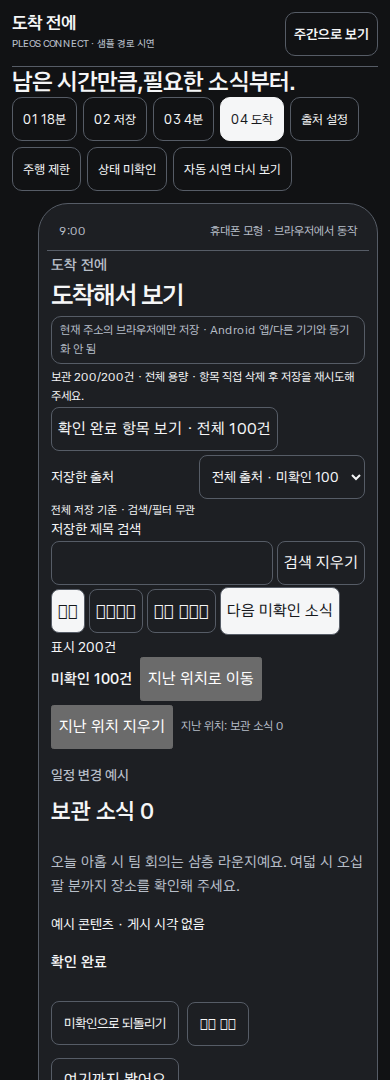 도착 전에
PLEOS CONNECT · 샘플 경로 시연
주간으로 보기
남은 시간만큼, 필요한 소식부터.
01 18분
02 저장
03 4분
04 도착
출처 설정
주행 제한
상태 미확인
자동 시연 다시 보기
9:00
휴대폰 모형 · 브라우저에서 동작
도착 전에
도착해서 보기
현재 주소의 브라우저에만 저장 · Android 앱/다른 기기와 동기
화 안 됨
보관 200/200건 · 전체 용량 · 항목 직접 삭제 후 저장을 재시도해
주세요.
확인 완료 항목 보기 · 전체 100건
저장한 출처
전체 출처 · 미확인 100
전체 저장 기준 · 검색/필터 무관
저장한 제목 검색
검색 지우기
다음 미확인 소식
표시 200건
미확인 100건
지난 위치로 이동
지난 위치 지우기
지난 위치: 보관 소식 0
일정 변경 예시
보관 소식 0
오늘 아홉 시 팀 회의는 삼층 라운지예요. 여덟 시 오십
팔 분까지 장소를 확인해 주세요.
예시 콘텐츠 · 게시 시각 없음
확인 완료
미확인으로 되돌리기
여기까지 봤어요